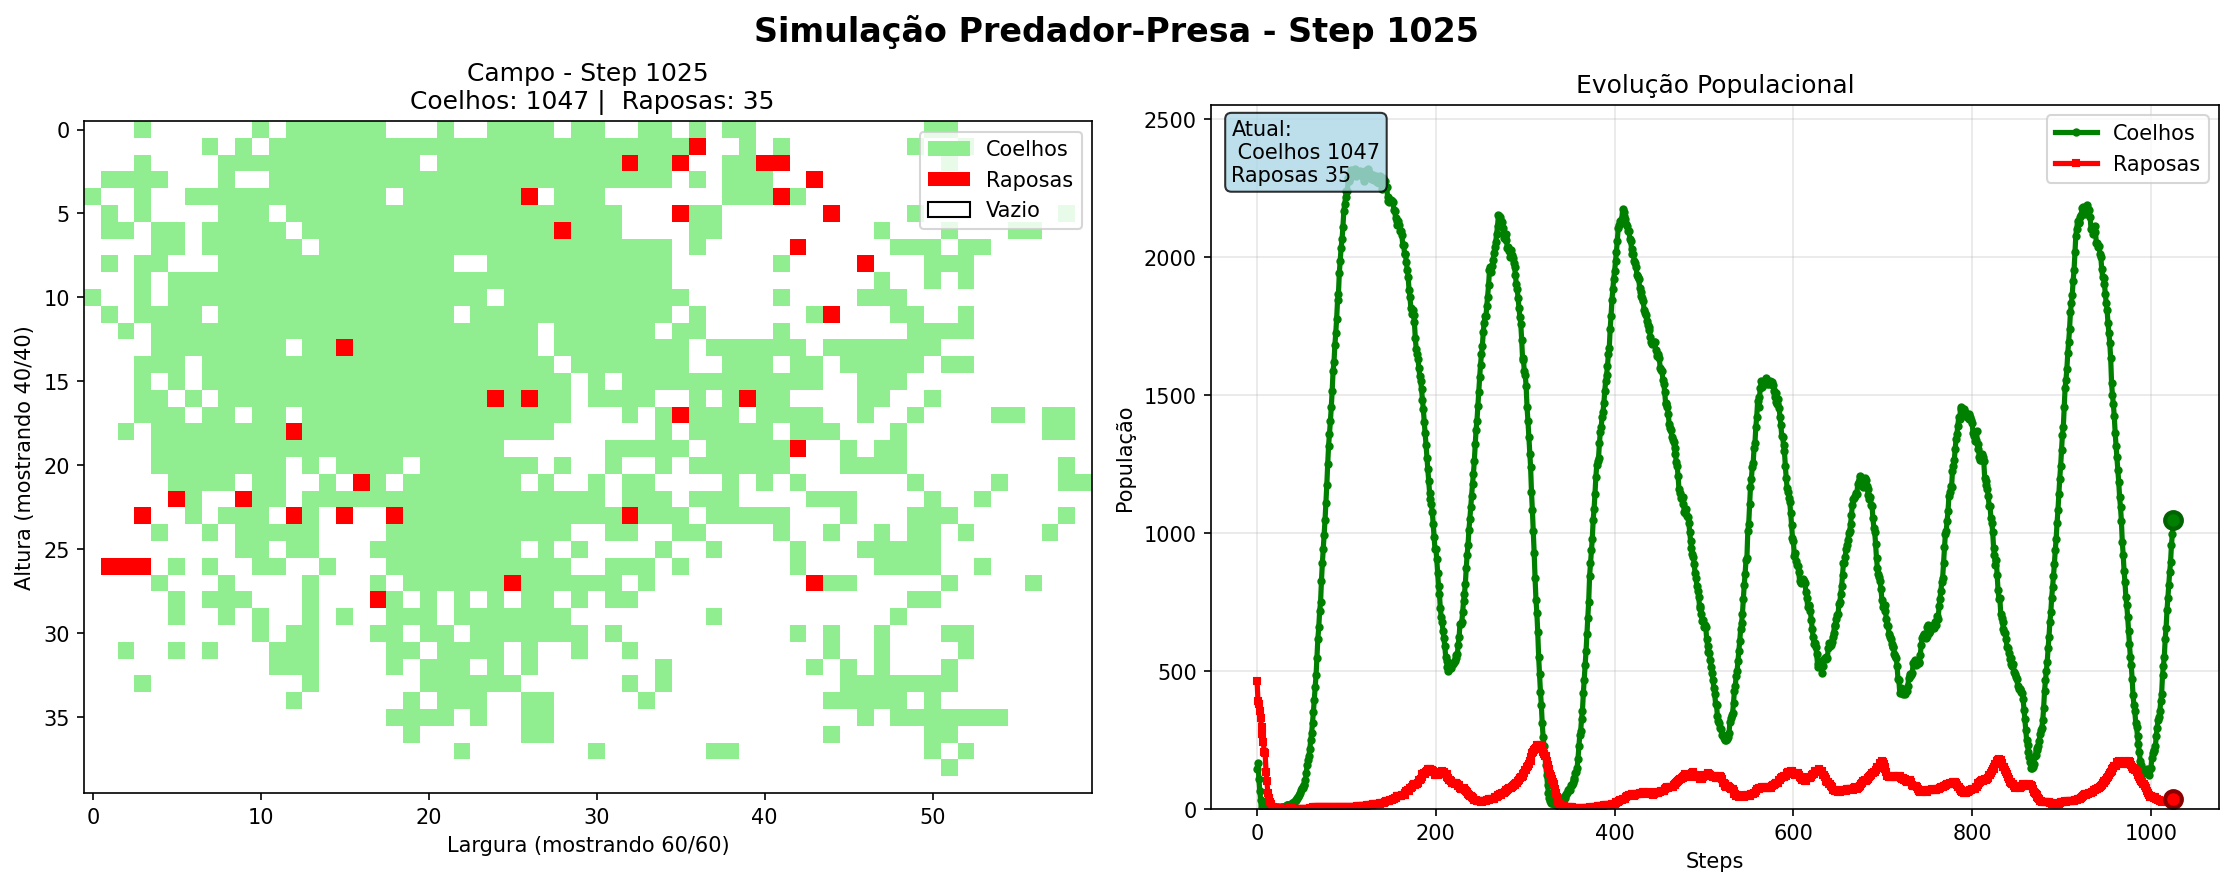 Simulação Predador-Presa - Step 1025
Campo - Step 1025
Coelhos: 1047 |  Raposas: 35
Coelhos
Raposas
Vazio
Altura (mostrando 40/40)
0
5
10
15
20
25
30
35
0
10
20
30
40
50
Largura (mostrando 60/60)
Evolução Populacional
Atual:
Coelhos 1047
Raposas 35
Coelhos
Raposas
População
2500
2000
1500
1000
500
0
0
200
400
600
800
1000
Steps